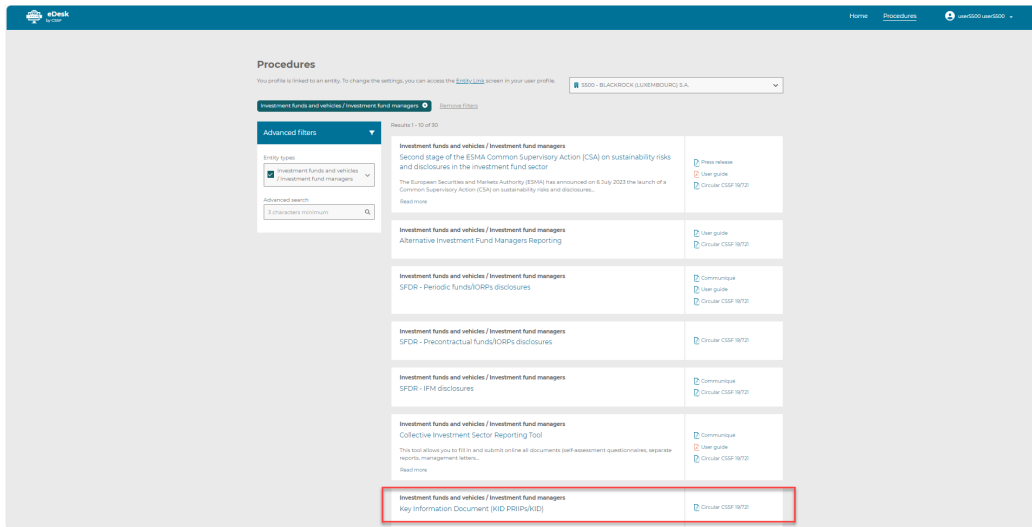 eDesk
by CSSF
Home
Procedures
user5500 user5500
Procedures
You profile is linked to an entity. To change the settings, you can access the Entity Link screen in your user profile.
5500 - BLACKROCK (LUXEMBOURG) S.A.
Investment funds and vehicles / Investment fund managers
Remove filters
Advanced filters
Entity types
Investment funds and vehicles
/ Investment fund managers
Advanced search
3 characters minimum
Results 1 - 10 of 30
Investment funds and vehicles / Investment fund managers
Second stage of the ESMA Common Supervisory Action (CSA) on sustainability risks
and disclosures in the investment fund sector
The European Securities and Markets Authority (ESMA) has announced on 6 July 2023 the launch of a
Common Supervisory Action (CSA) on sustainability risks and disclosures...
Read more
Press release
User guide
Circular CSSF 19/721
Investment funds and vehicles / Investment fund managers
Alternative Investment Fund Managers Reporting
User guide
Circular CSSF 19/721
Investment funds and vehicles / Investment fund managers
SFDR - Periodic funds/IORPs disclosures
Communiqué
User guide
Circular CSSF 19/721
Investment funds and vehicles / Investment fund managers
SFDR - Precontractual funds/IORPs disclosures
Circular CSSF 19/721
Investment funds and vehicles / Investment fund managers
SFDR - IFM disclosures
Communiqué
Circular CSSF 19/721
Investment funds and vehicles / Investment fund managers
Collective Investment Sector Reporting Tool
This tool allows you to fill in and submit online all documents (self-assessment questionnaires, separate
reports, management letters...
Read more
Communiqué
User guide
Circular CSSF 19/721
Investment funds and vehicles / Investment fund managers
Key Information Document (KID PRIIPs/KID)
Circular CSSF 19/721